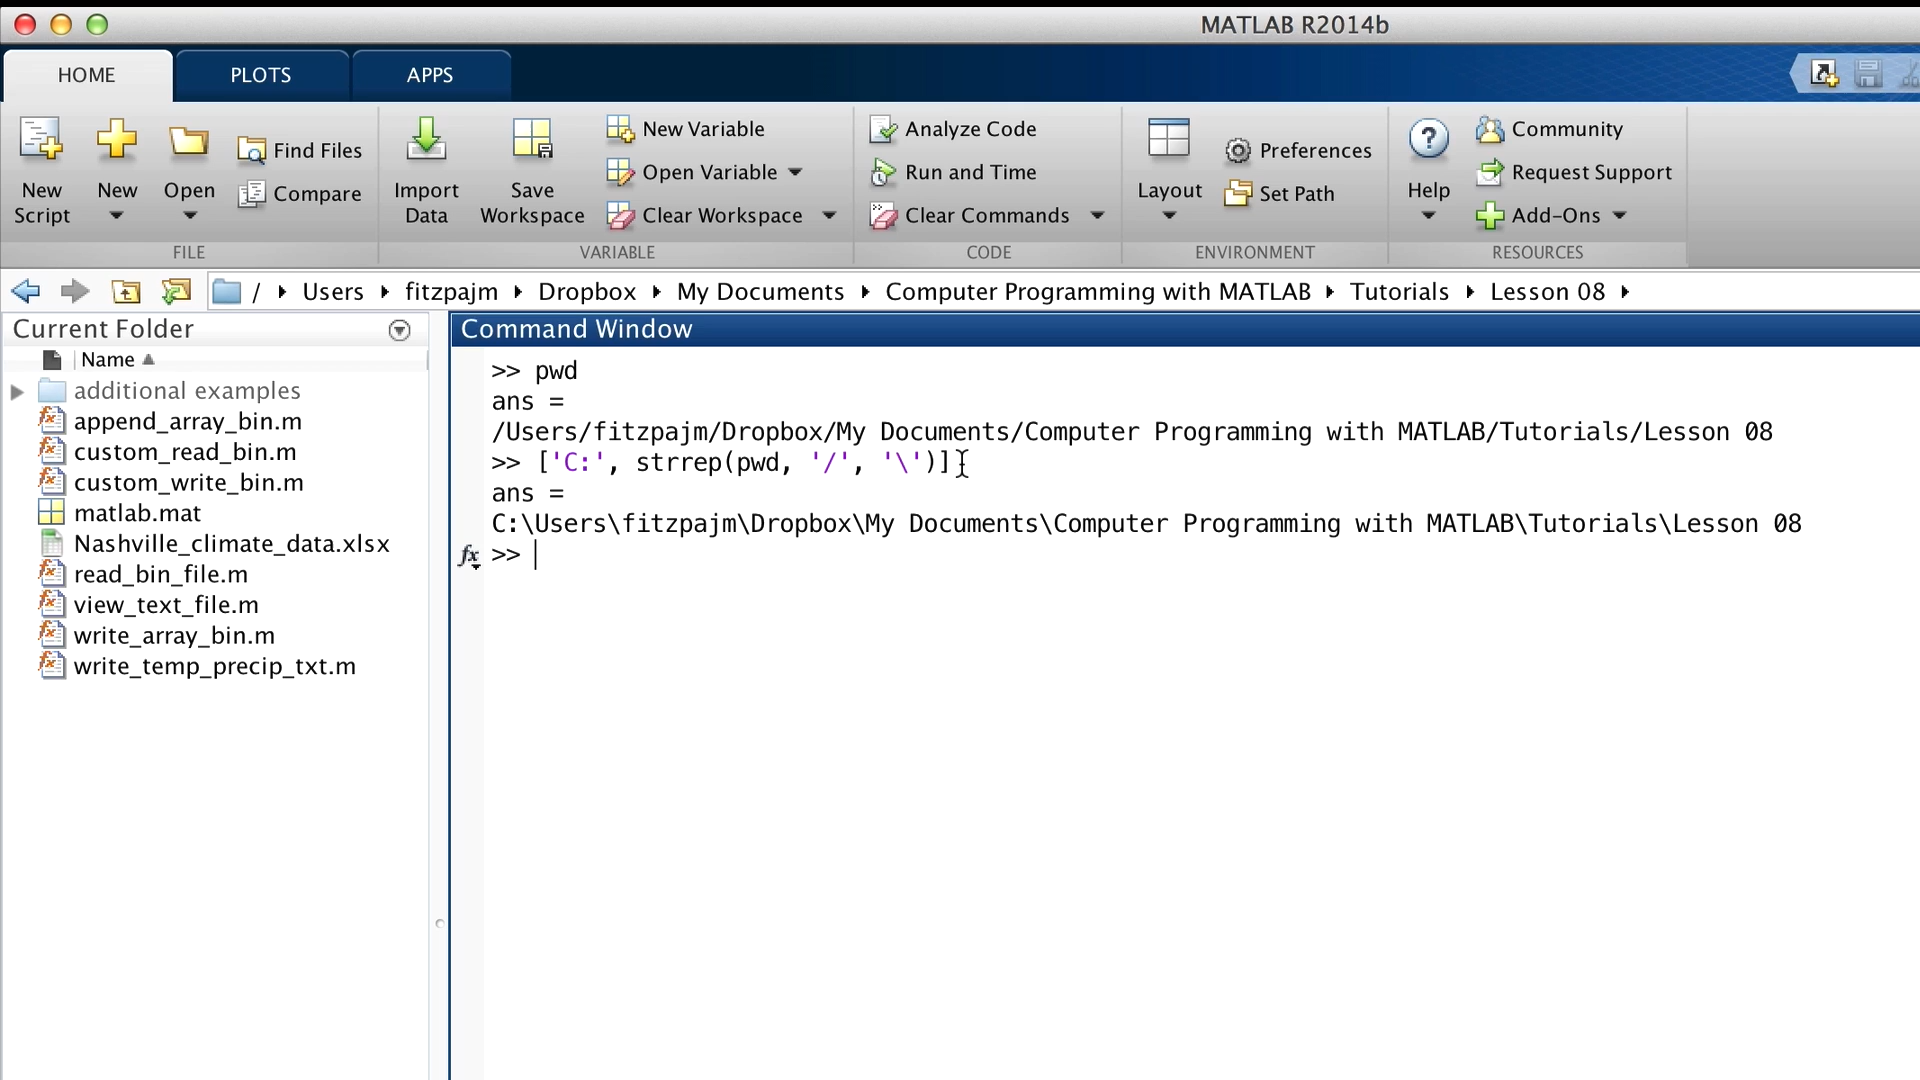 MATLAB R2014b
HOME PLOTS APPS
New Script
New
Open
Find Files
Compare
FILE
Import Data
Save Workspace
New Variable
Open Variable
Clear Workspace
VARIABLE
Analyze Code
Run and Time
Clear Commands
CODE
Layout
Preferences
Set Path
ENVIRONMENT
? Help
Community
Request Support
Add-Ons
RESOURCES
/ Users fitzpajm Dropbox My Documents Computer Programming with MATLAB Tutorials Lesson 08
Current Folder
Name
additional examples
append_array_bin.m
custom_read_bin.m
custom_write_bin.m
matlab.mat
Nashville_climate_data.xlsx
read_bin_file.m
view_text_file.m
write_array_bin.m
write_temp_precip_txt.m
Command Window
>> pwd
ans =
/Users/fitzpajm/Dropbox/My Documents/Computer Programming with MATLAB/Tutorials/Lesson 08
>> ['C:', strrep(pwd, '/', '\')]
ans =
C:\Users\fitzpajm\Dropbox\My Documents\Computer Programming with MATLAB\Tutorials\Lesson 08
fx >>